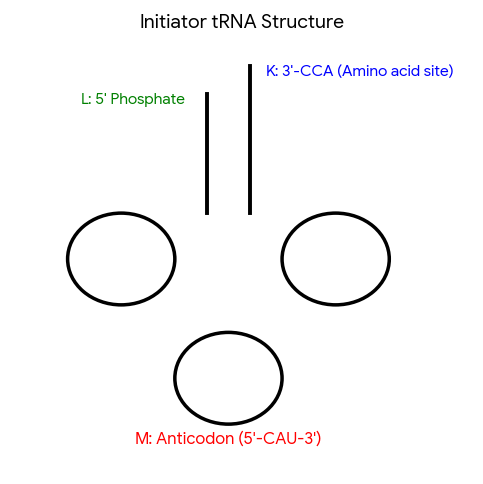 Initiator tRNA Structure
K: 3'-CCA (Amino acid site)
L: 5' Phosphate
M: Anticodon (5'-CAU-3')